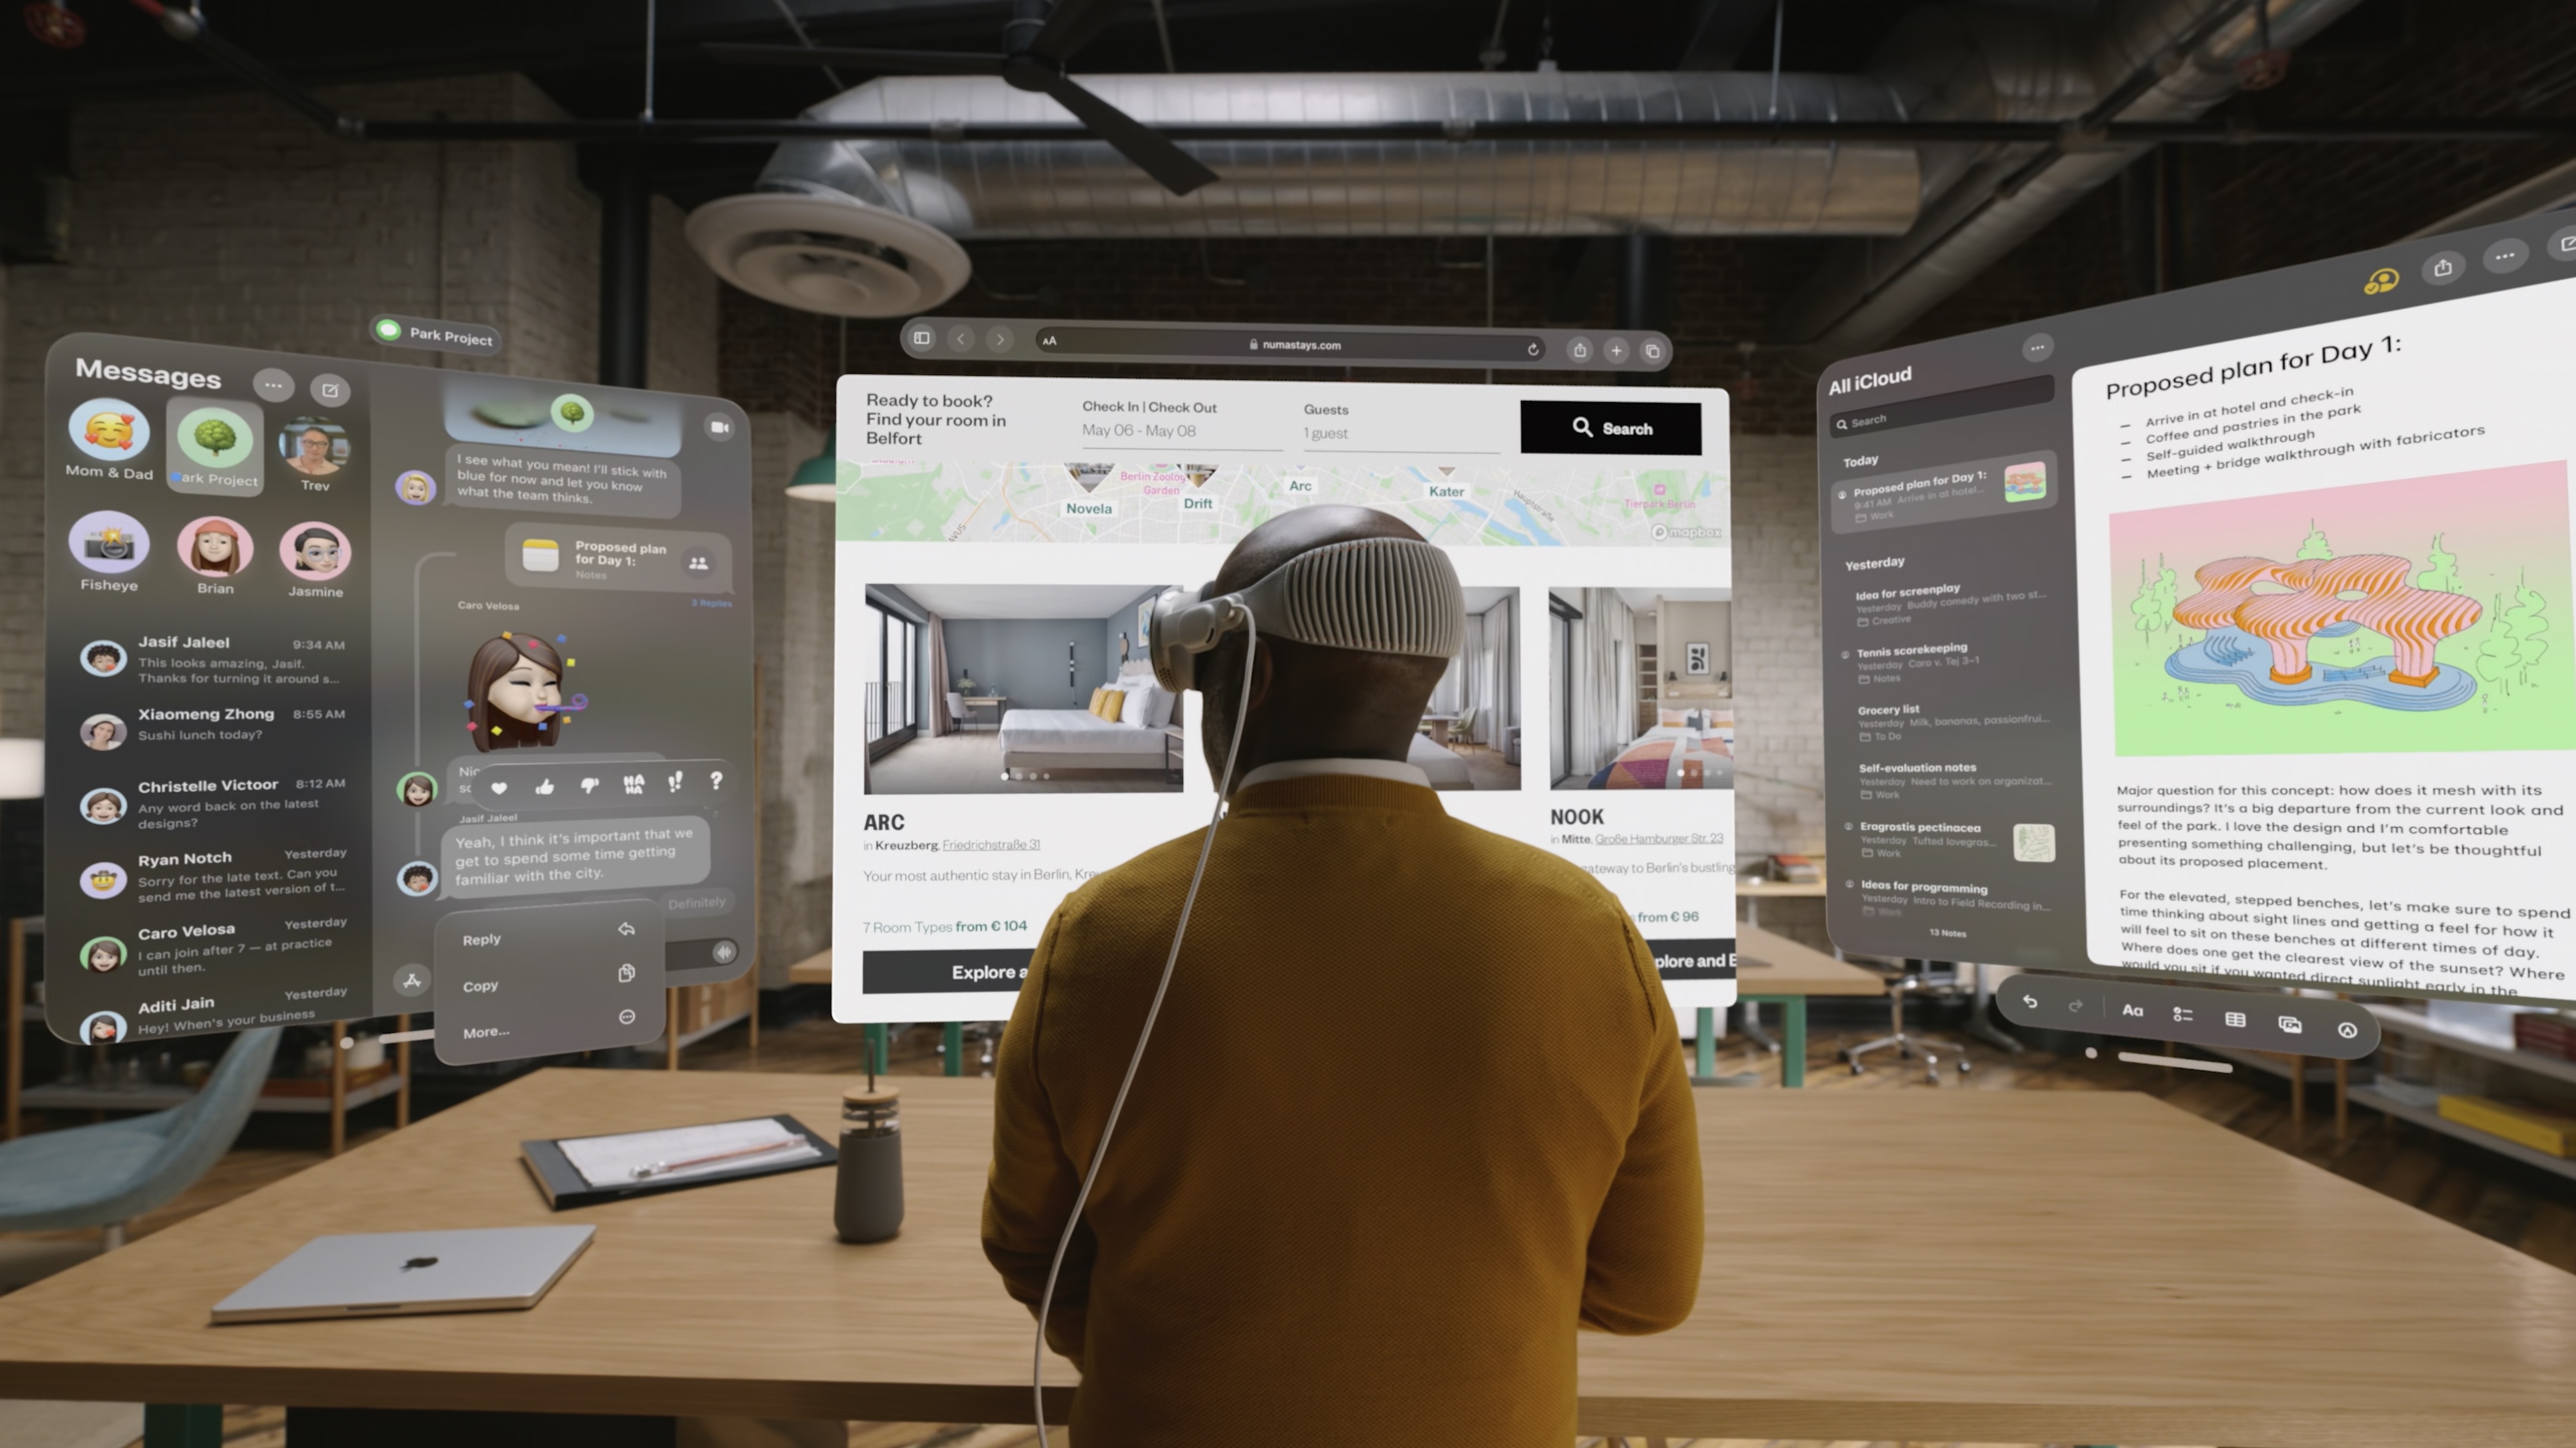 Park Project
Messages
Mom & Dad
ark Project
Trev
Fisheye
Brian
Jasmine
Jasif Jaleel 9:34 AM
This looks amazing, Jasif.
Thanks for turning it around s...
Xiaomeng Zhong 8:55 AM
Sushi lunch today?
Christelle Victoor 8:12 AM
Any word back on the latest
designs?
Ryan Notch Yesterday
Sorry for the late text. Can you
send me the latest version of t...
Caro Velosa Yesterday
I can join after 7 — at practice
until then.
Aditi Jain Yesterday
Hey! When's your business
I see what you mean! I'll stick with
blue for now and let you know
what the team thinks.
Proposed plan
for Day 1:
Notes
3 Replies
Caro Velosa
Nic
sc
HA
HA
!!
?
Jasif Jaleel
Yeah, I think it's important that we
get to spend some time getting
familiar with the city.
Definitely
Reply
Copy
More...
AA
numastays.com
Ready to book?
Find your room in
Belfort
Check In | Check Out
May 06 - May 08
Guests
1 guest
Search
Berlin Zoolog
Garden
Novela
Drift
Arc
Kater
Hauptstraße
Tierpark Berlin
mapbox
ARC
in Kreuzberg, Friedrichstraße 31
Your most authentic stay in Berlin, Kre
7 Room Types from € 104
Explore a
NOOK
in Mitte, Große Hamburger Str. 23
gateway to Berlin's bustling
s from € 96
plore and E
All iCloud
Search
Today
Proposed plan for Day 1:
9:41 AM Arrive in at hotel...
Work
Yesterday
Idea for screenplay
Yesterday Buddy comedy with two st...
Creative
Tennis scorekeeping
Yesterday Caro v. Tej 3–1
Notes
Grocery list
Yesterday Milk, bananas, passionfrui...
To Do
Self-evaluation notes
Yesterday Need to work on organizat...
Work
Eragrostis pectinacea
Yesterday Tufted lovegras...
Work
Ideas for programming
Yesterday Intro to Field Recording in...
Work
13 Notes
Proposed plan for Day 1:
– Arrive in at hotel and check-in
– Coffee and pastries in the park
– Self-guided walkthrough
– Meeting + bridge walkthrough with fabricators
Major question for this concept: how does it mesh with its
surroundings? It's a big departure from the current look and
feel of the park. I love the design and I'm comfortable
presenting something challenging, but let's be thoughtful
about its proposed placement.
For the elevated, stepped benches, let's make sure to spend
time thinking about sight lines and getting a feel for how it
will feel to sit on these benches at different times of day.
Where does one get the clearest view of the sunset? Where
would you sit if you wanted direct sunlight early in the
Aa